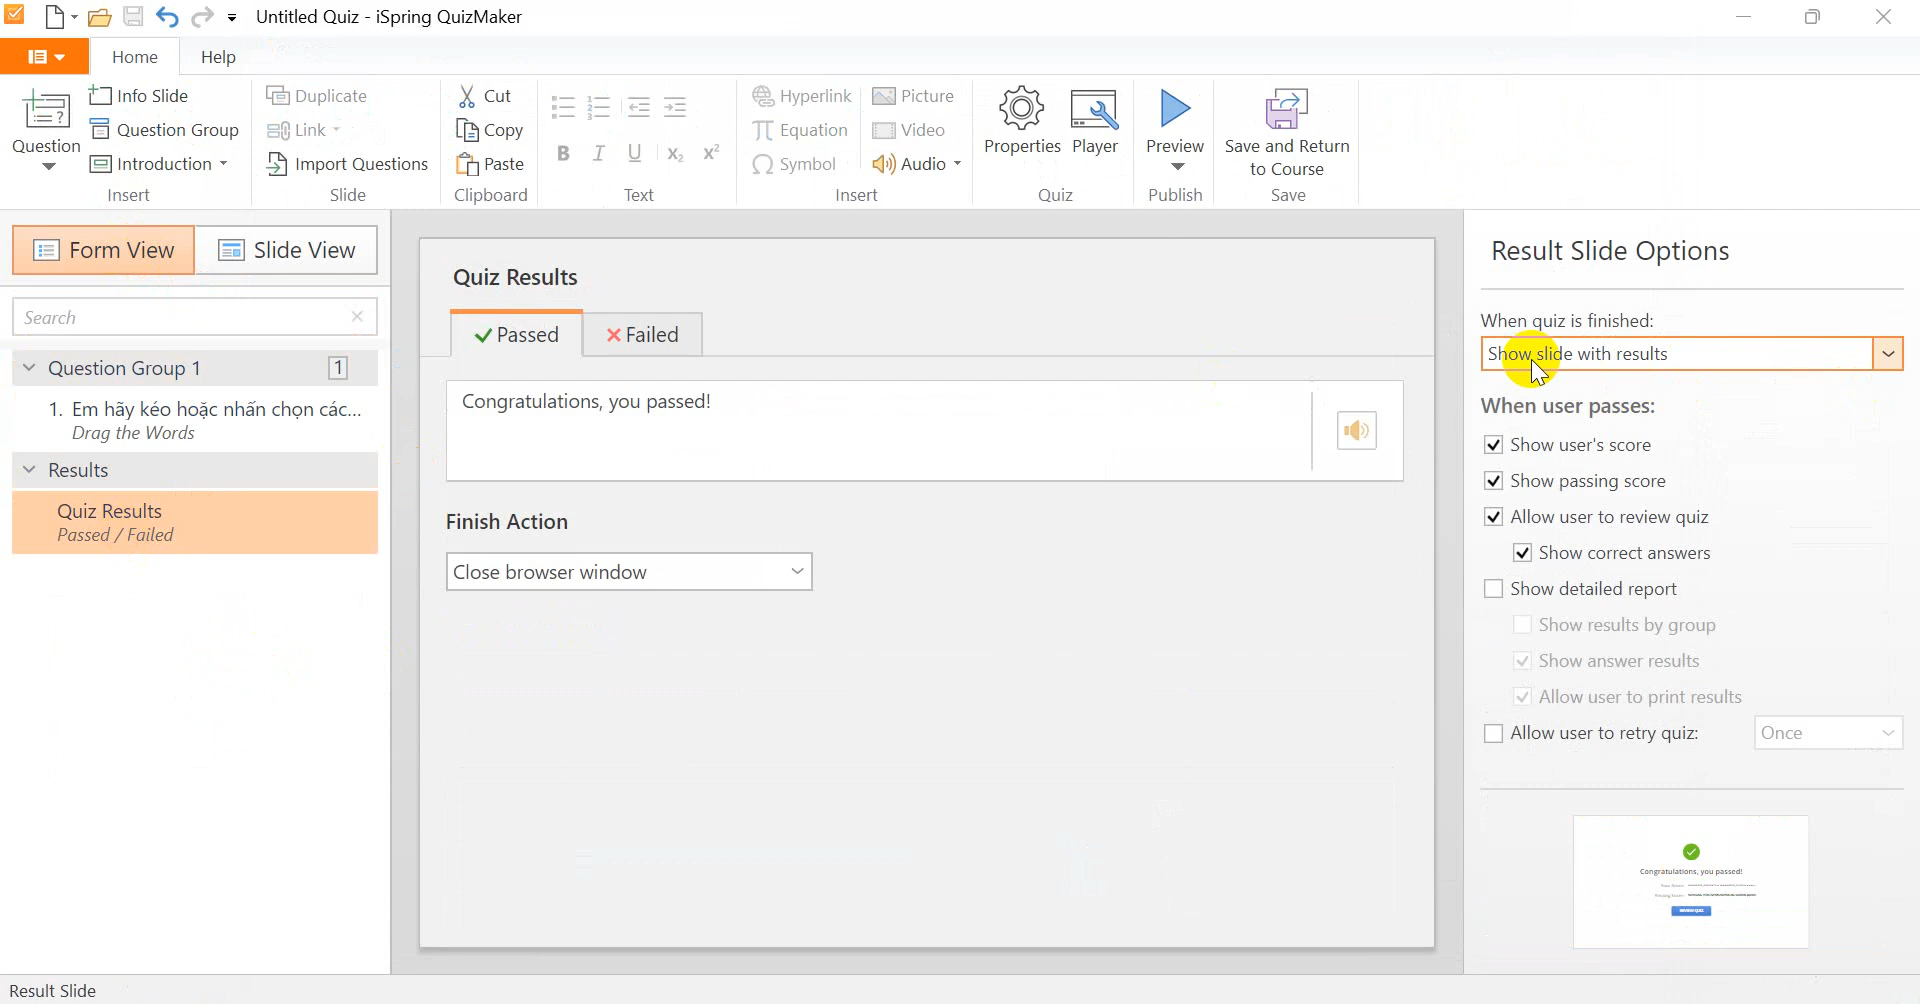 Untitled Quiz - iSpring QuizMaker
Home
Help
Question
Info Slide
Question Group
Introduction
Insert
Duplicate
Link
Import Questions
Slide
Cut
Copy
Paste
Clipboard
B I U x₂ x²
Text
Hyperlink
Equation
Symbol
Picture
Video
Audio
Insert
Properties
Player
Quiz
Preview
Publish
Save and Return
to Course
Save
Form View
Slide View
Search
Question Group 1
1
1. Em hãy kéo hoặc nhấn chọn các...
Drag the Words
Results
Quiz Results
Passed / Failed
Quiz Results
Passed
Failed
Congratulations, you passed!
Finish Action
Close browser window
Result Slide Options
When quiz is finished:
Show slide with results
When user passes:
Show user's score
Show passing score
Allow user to review quiz
Show correct answers
Show detailed report
Show results by group
Show answer results
Allow user to print results
Allow user to retry quiz:
Once
Congratulations, you passed!
REVIEW QUIZ
Result Slide